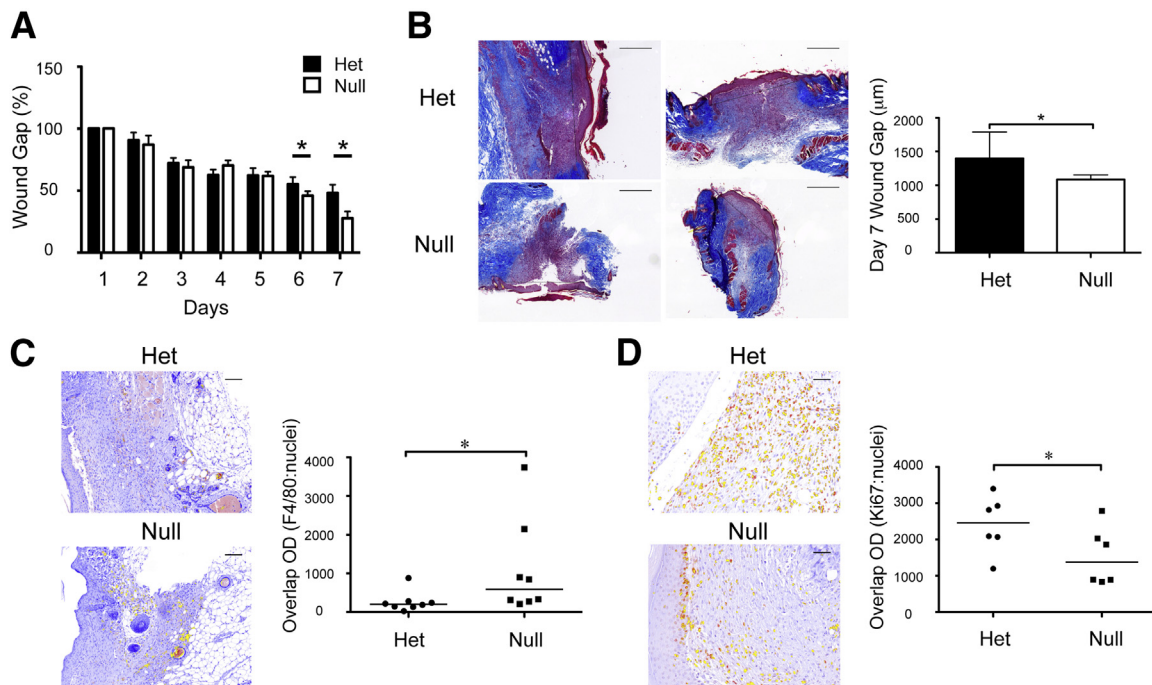 A
150
100
50
0
Wound Gap (%)
Het
Null
*
*
1 2 3 4 5 6 7
Days
B
Het
Null
Day 7 Wound Gap (μm)
2000
1500
1000
500
0
*
Het Null
C
Het
Null
Overlap OD (F4/80:nuclei)
4000
3000
2000
1000
0
*
Het Null
D
Het
Null
Overlap OD (Ki67:nuclei)
4000
3000
2000
1000
0
*
Het Null